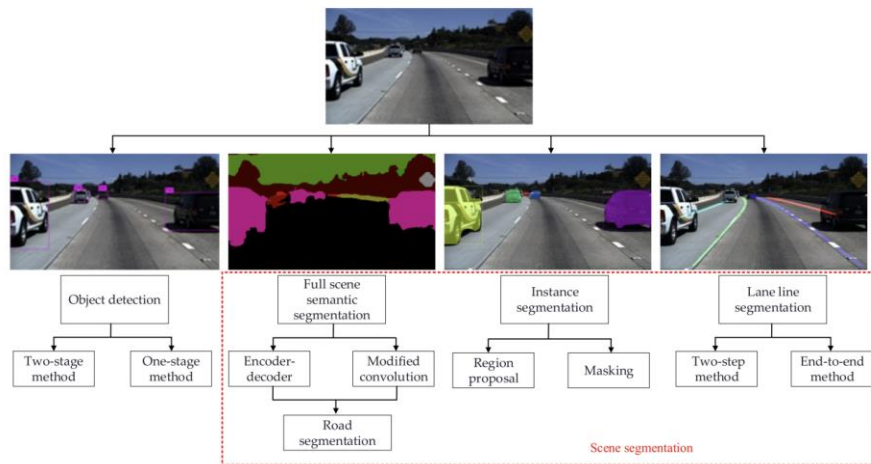 Object detection
Two-stage
method
One-stage
method
Full scene
semantic
segmentation
Encoder-
decoder
Modified
convolution
Road
segmentation
Instance
segmentation
Region
proposal
Masking
Lane line
segmentation
Two-step
method
End-to-end
method
Scene segmentation